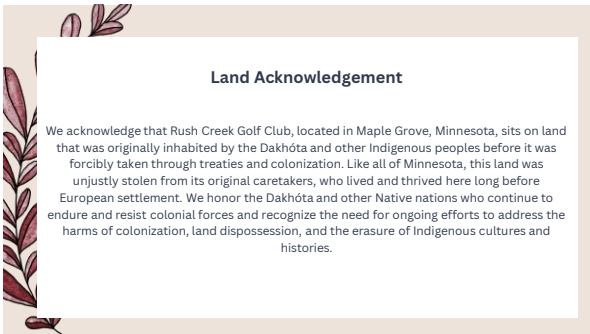 Land Acknowledgement
We acknowledge that Rush Creek Golf Club, located in Maple Grove, Minnesota, sits on land
that was originally inhabited by the Dakhóta and other Indigenous peoples before it was
forcibly taken through treaties and colonization. Like all of Minnesota, this land was
unjustly stolen from its original caretakers, who lived and thrived here long before
European settlement. We honor the Dakhóta and other Native nations who continue to
endure and resist colonial forces and recognize the need for ongoing efforts to address the
harms of colonization, land dispossession, and the erasure of Indigenous cultures and
histories.